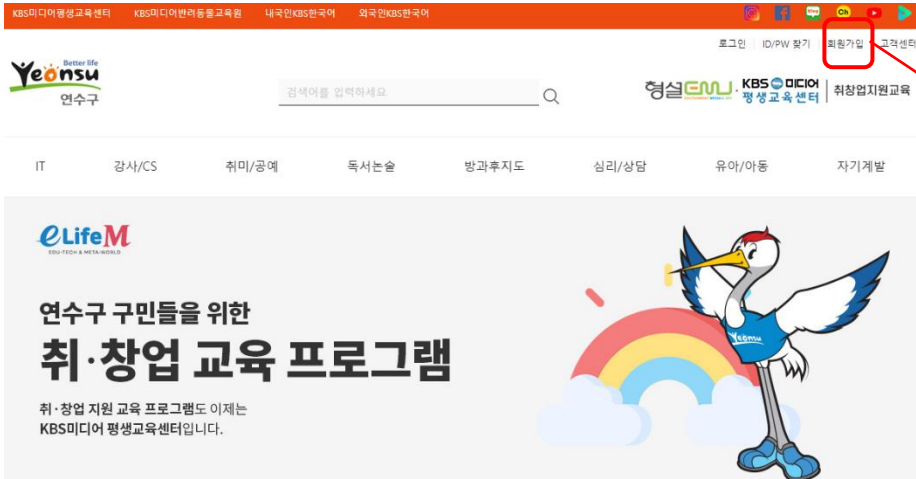 KBS미디어평생교육센터 KBS미디어반려동물교육원 내국인KBS한국어 외국인KBS한국어
로그인 ID/PW 찾기 회원가입 고객센터
Better life
Yeonsu
연수구
검색어를 입력하세요
형설EMJ · KBS 미디어 평생교육센터 취창업지원교육
IT 강사/CS 취미/공예 독서논술 방과후지도 심리/상담 유아/아동 자기계발
eLifeM
EDU-TECH & META-WORLD
연수구 구민들을 위한
취·창업 교육 프로그램
취·창업 지원 교육 프로그램도 이제는
KBS미디어 평생교육센터입니다.
Yeonsu